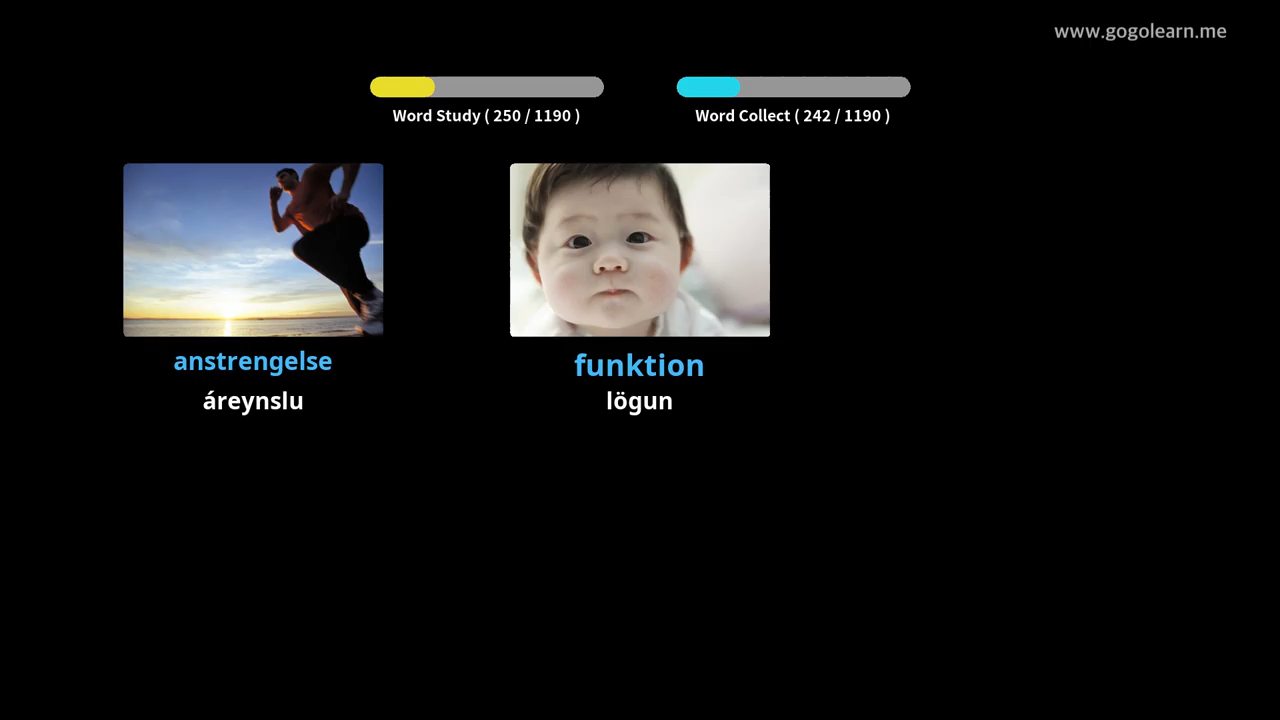 www.gogolearn.me
Word Study ( 250 / 1190 )
Word Collect ( 242 / 1190 )
anstrengelse
áreynslu
funktion
lögun